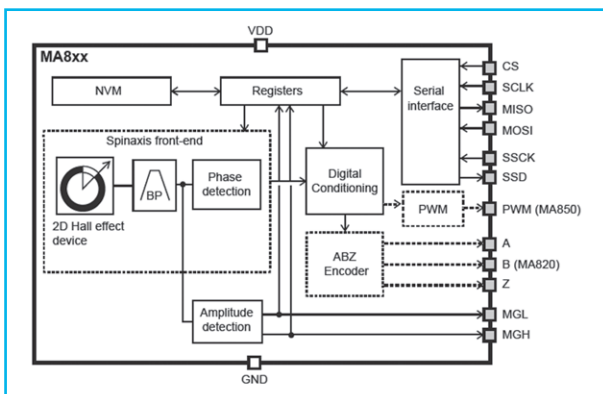 VDD
MA8xx
CS
NVM
Registers
Serial
interface
SCLK
MISO
MOSI
Spinaxis front-end
SSCK
SSD
BP
Phase
detection
Digital
Conditioning
2D Hall effect
device
PWM
PWM (MA850)
ABZ
Encoder
A
B (MA820)
Z
Amplitude
detection
MGL
MGH
GND